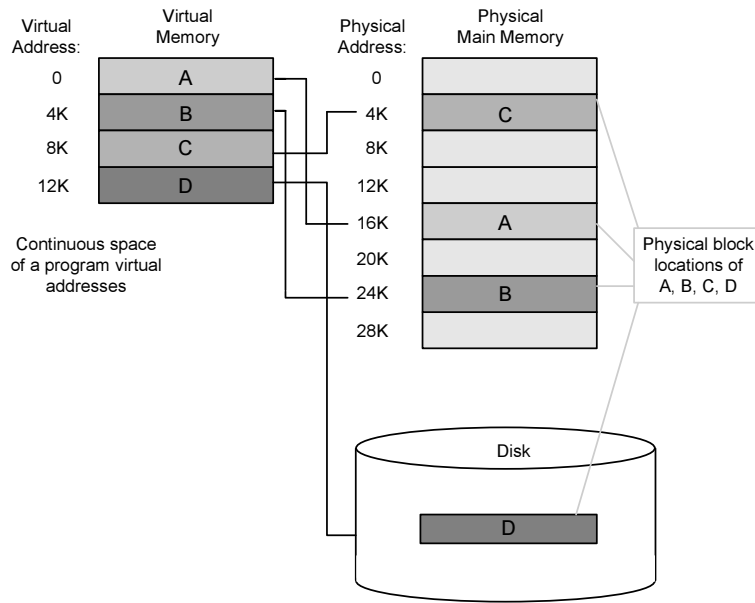 Virtual
Address:
Virtual
Memory
Physical
Address:
Physical
Main Memory
0
A
4K
B
8K
C
12K
D
Continuous space
of a program virtual
addresses
0
4K
C
8K
12K
16K
A
20K
24K
B
28K
Physical block
locations of
A, B, C, D
Disk
D